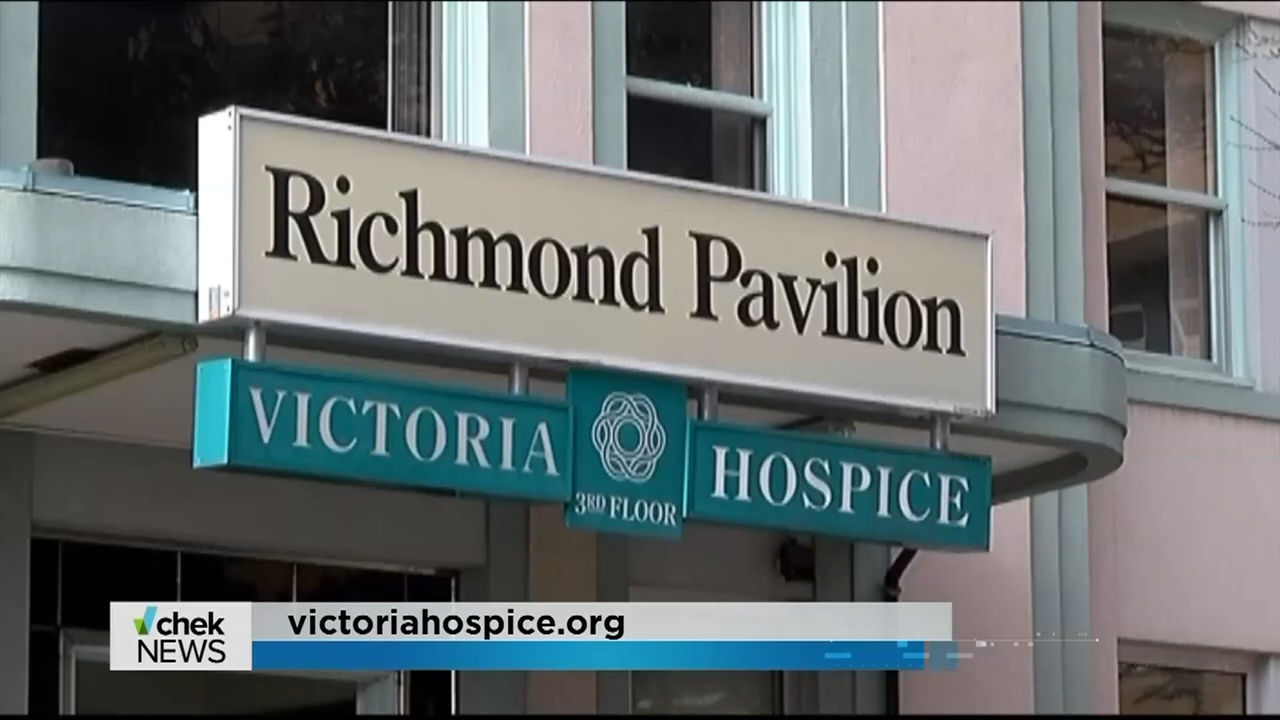 Richmond Pavilion
VICTORIA HOSPICE
3RD FLOOR
chek NEWS
victoriahospice.org